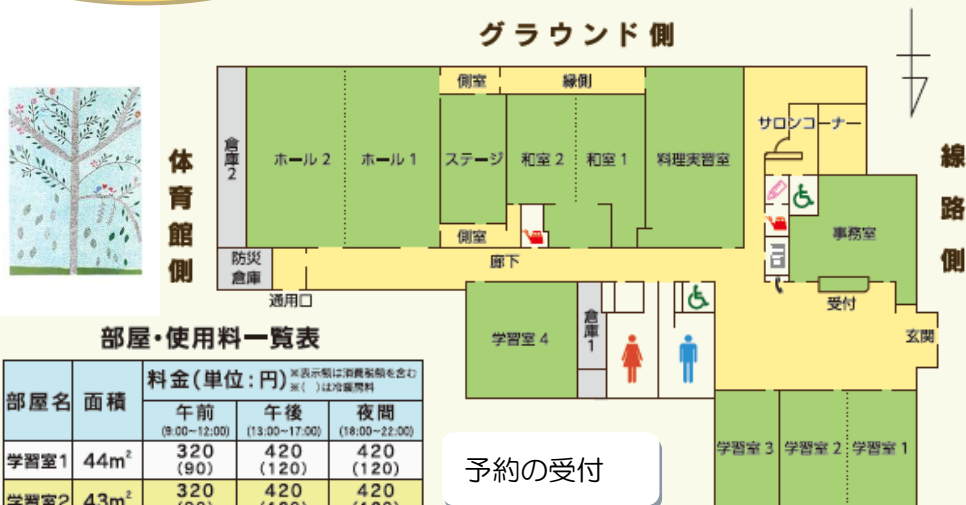 グラウンド側
側室
縁側
サロンコーナー
体育館側
倉庫2
ホール2
ホール1
ステージ
和室2
和室1
料理実習室
線路側
事務室
側室
防災
倉庫
廊下
通用口
受付
玄関
学習室4
倉庫1
学習室3
学習室2
学習室1
予約の受付
部屋・使用料一覧表
部屋名
面積
料金(単位:円)
※表示額は消費税額を含む
※( )は冷暖房料
午前
(9:00~12:00)
午後
(13:00~17:00)
夜間
(18:00~22:00)
学習室1 44m² 320 420 420
(90) (120) (120)
学習室2 43m² 320 420 420